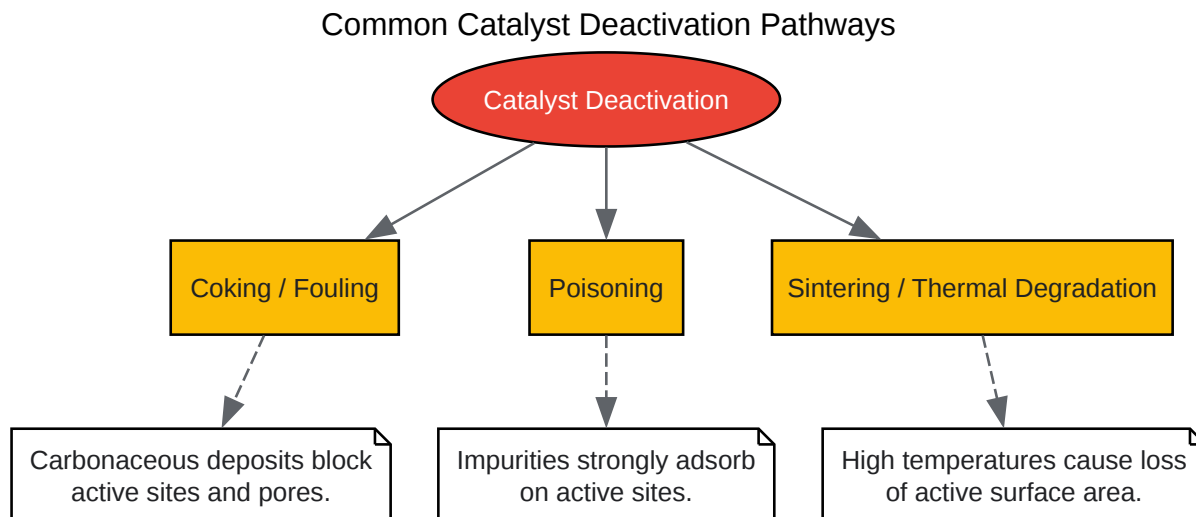 Common Catalyst Deactivation Pathways
Catalyst Deactivation
Coking / Fouling
Poisoning
Sintering / Thermal Degradation
Carbonaceous deposits block
active sites and pores.
Impurities strongly adsorb
on active sites.
High temperatures cause loss
of active surface area.